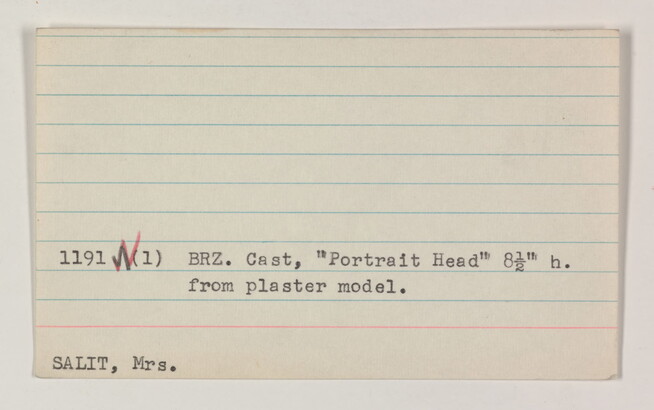 1191 (1) BRZ. Cast, "Portrait Head" 8½" h.
from plaster model.
SALIT, Mrs.